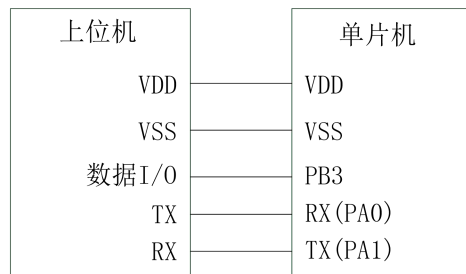 上位机 单片机
VDD VDD
VSS VSS
数据I/O PB3
TX RX(PA0)
RX TX(PA1)